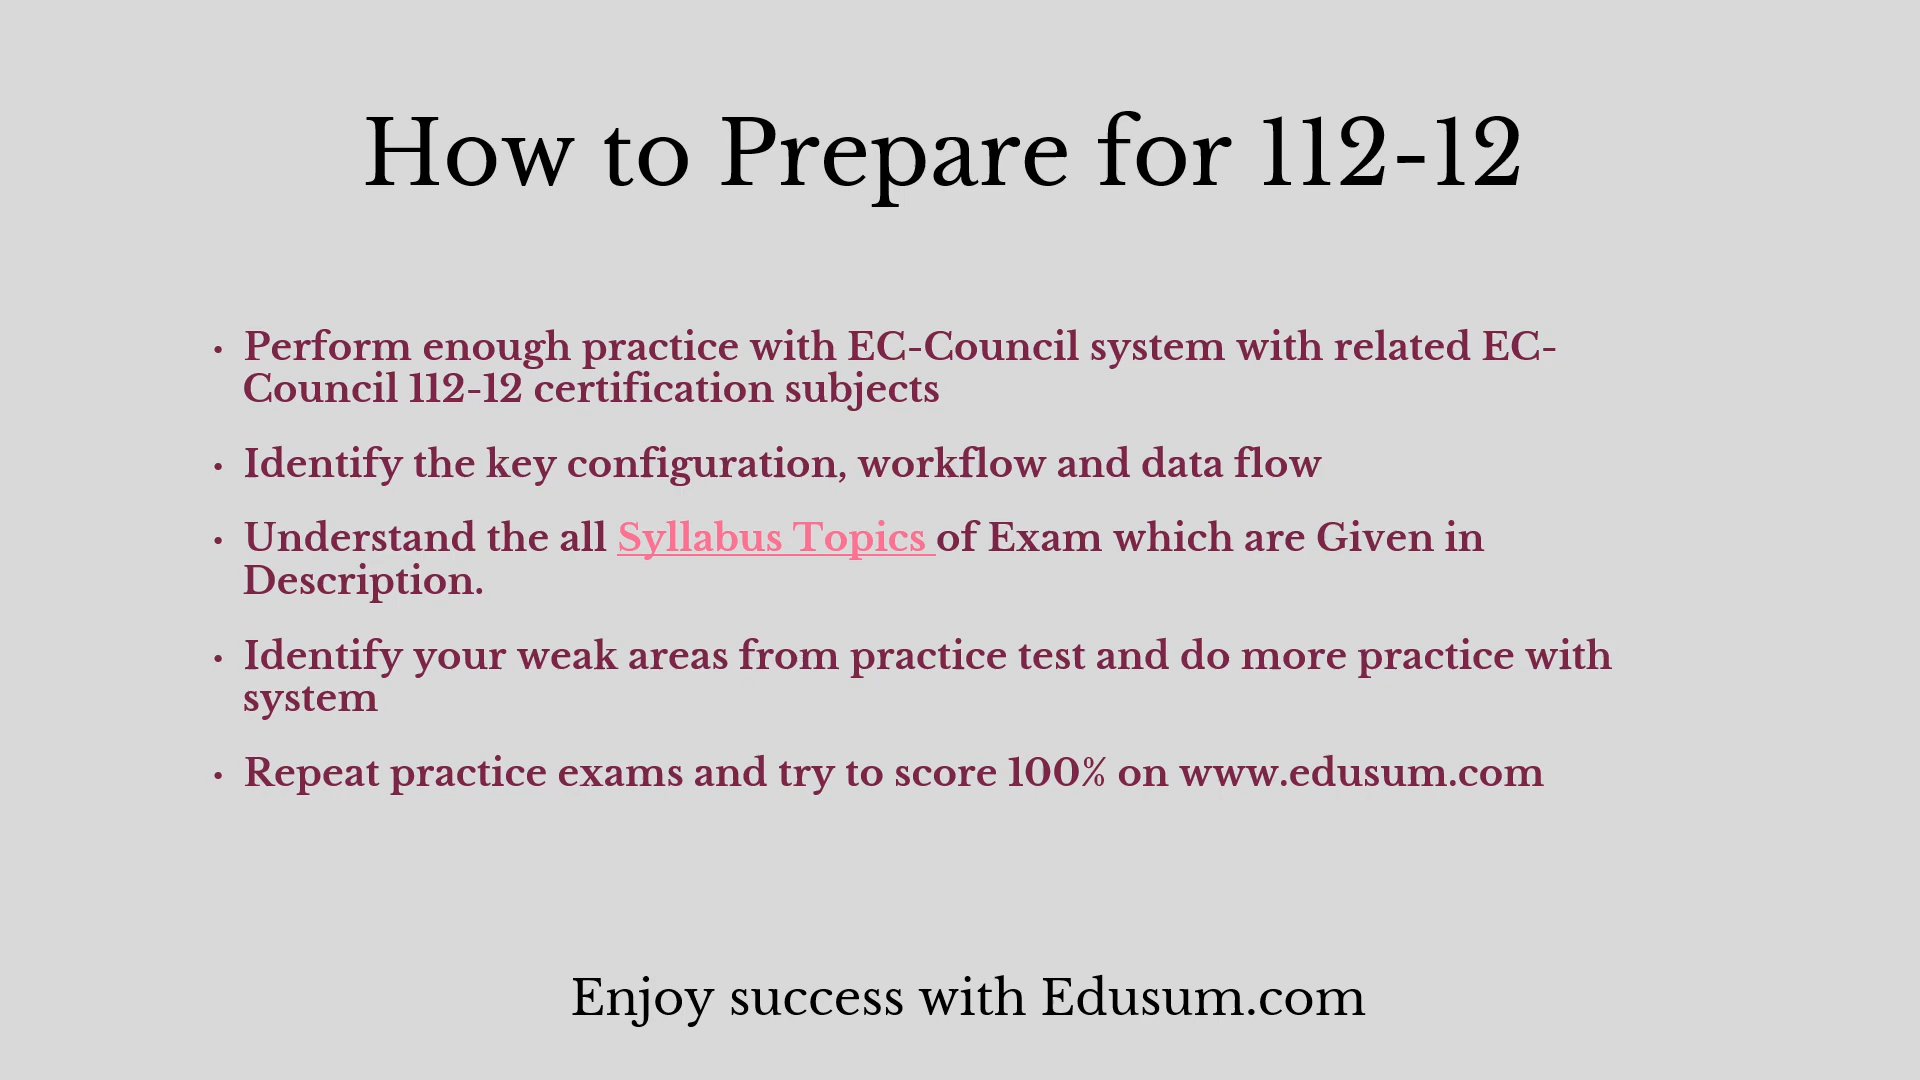 How to Prepare for 112-12
• Perform enough practice with EC-Council system with related EC-
Council 112-12 certification subjects
• Identify the key configuration, workflow and data flow
• Understand the all Syllabus Topics of Exam which are Given in
Description.
• Identify your weak areas from practice test and do more practice with
system
• Repeat practice exams and try to score 100% on www.edusum.com
Enjoy success with Edusum.com